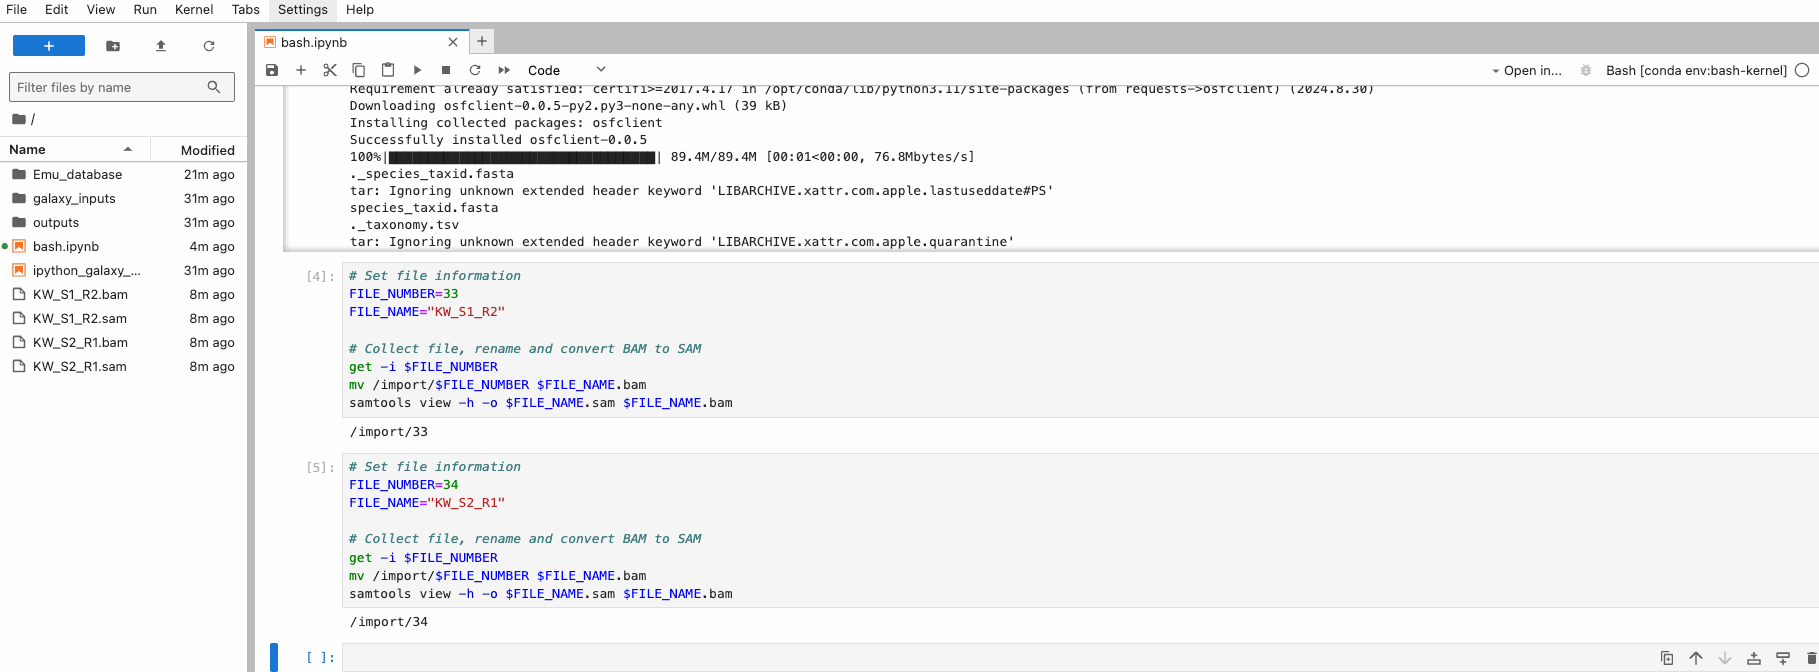 File Edit View Run Kernel Tabs Settings Help
bash.ipynb
Filter files by name
Code
Open in...
Bash [conda env:bash-kernel]
/
Name Modified
Emu_database 21m ago
galaxy_inputs 31m ago
outputs 31m ago
bash.ipynb 4m ago
ipython_galaxy_... 31m ago
KW_S1_R2.bam 8m ago
KW_S1_R2.sam 8m ago
KW_S2_R1.bam 8m ago
KW_S2_R1.sam 8m ago
Requirement already satisfied: certifi>=2017.4.17 in /opt/conda/lib/python3.11/site-packages (from requests->osfclient) (2024.8.30)
Downloading osfclient-0.0.5-py2.py3-none-any.whl (39 kB)
Installing collected packages: osfclient
Successfully installed osfclient-0.0.5
100%|██████████████████████████████████| 89.4M/89.4M [00:01<00:00, 76.8Mbytes/s]
._species_taxid.fasta
tar: Ignoring unknown extended header keyword 'LIBARCHIVE.xattr.com.apple.lastuseddate#PS'
species_taxid.fasta
._taxonomy.tsv
tar: Ignoring unknown extended header keyword 'LIBARCHIVE.xattr.com.apple.quarantine'
[4]:
# Set file information
FILE_NUMBER=33
FILE_NAME="KW_S1_R2"
# Collect file, rename and convert BAM to SAM
get -i $FILE_NUMBER
mv /import/$FILE_NUMBER $FILE_NAME.bam
samtools view -h -o $FILE_NAME.sam $FILE_NAME.bam
/import/33
[5]:
# Set file information
FILE_NUMBER=34
FILE_NAME="KW_S2_R1"
# Collect file, rename and convert BAM to SAM
get -i $FILE_NUMBER
mv /import/$FILE_NUMBER $FILE_NAME.bam
samtools view -h -o $FILE_NAME.sam $FILE_NAME.bam
/import/34
[ ]: